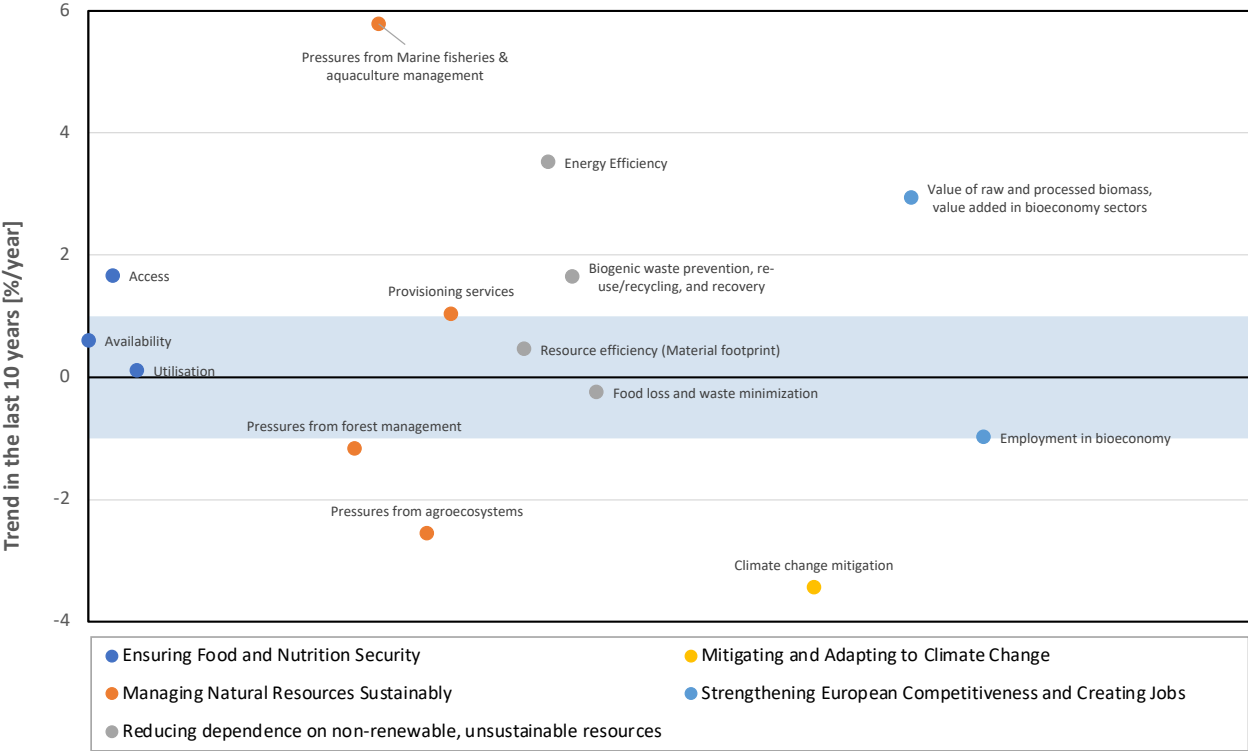 6
Pressures from Marine fisheries &
aquaculture management
4
Energy Efficiency
Value of raw and processed biomass,
value added in bioeconomy sectors
Trend in the last 10 years [%/year]
2
Access
Biogenic waste prevention, re-
use/recycling, and recovery
Provisioning services
Availability
Resource efficiency (Material footprint)
Utilisation
0
Food loss and waste minimization
Pressures from forest management
Employment in bioeconomy
-2
Pressures from agroecosystems
Climate change mitigation
-4
Ensuring Food and Nutrition Security
Mitigating and Adapting to Climate Change
Managing Natural Resources Sustainably
Strengthening European Competitiveness and Creating Jobs
Reducing dependence on non-renewable, unsustainable resources